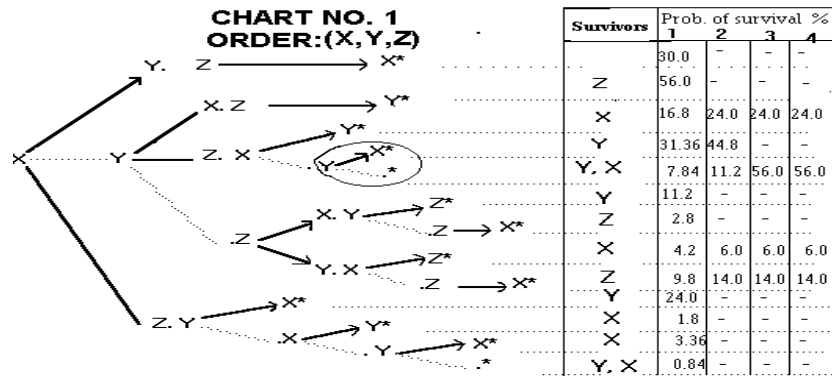 CHART NO. 1
ORDER:(X,Y,Z)
Survivors Prob. of survival %
1 2 3 4
Y. Z X* 30.0 - - -
Z 56.0 - - -
X. Z Y* X 16.8 24.0 24.0 24.0
Y* Y 31.36 44.8 - -
X Y Z. X .Y X* .* Y, X 7.84 11.2 56.0 56.0
Y 11.2 - - -
X. Y Z* Z 2.8 - - -
.Z .Z X* X 4.2 6.0 6.0 6.0
Y. X Z* Z 9.8 14.0 14.0 14.0
.Z X* Y 24.0 - - -
Z. Y X* X 1.8 - - -
.X Y* X 3.36 - - -
.Y X* .* Y, X 0.84 - - -